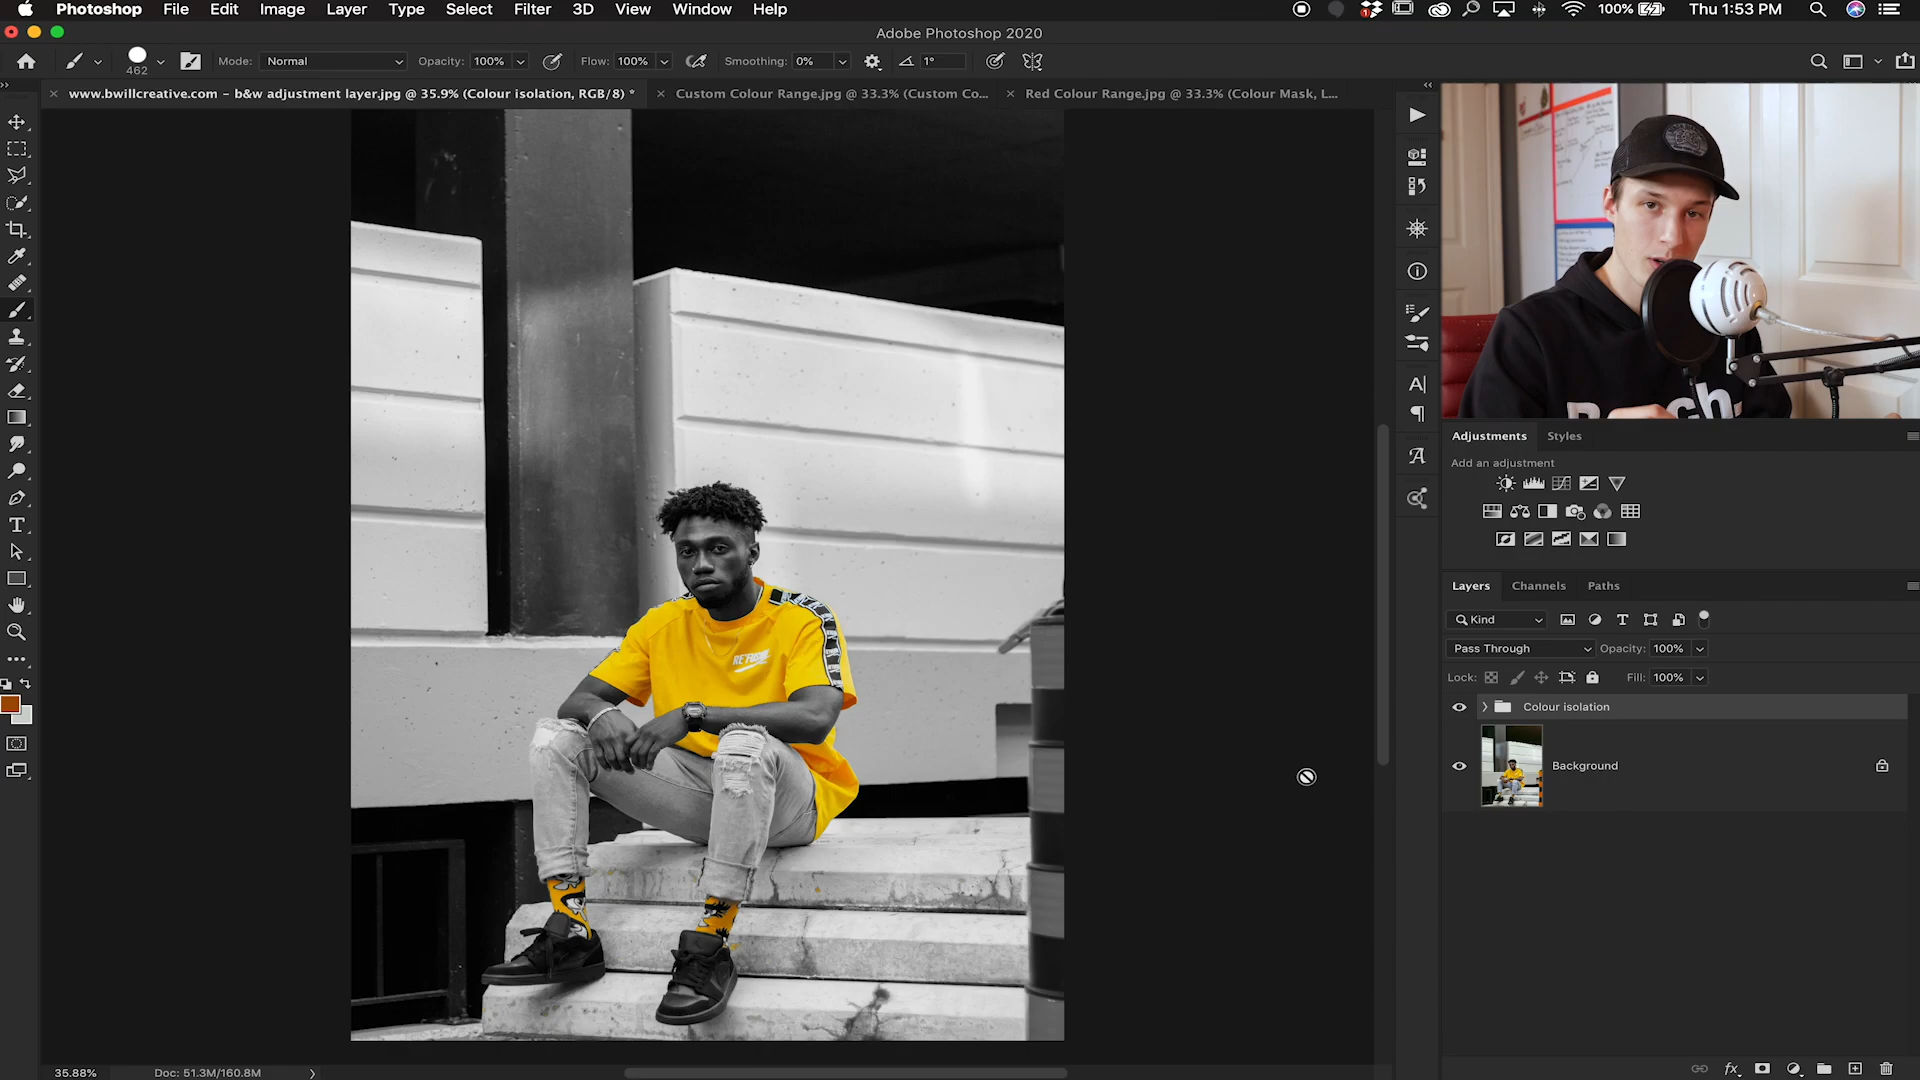 Photoshop File Edit Image Layer Type Select Filter 3D View Window Help 1 100% Thu 1:53 PM
Adobe Photoshop 2020
462 Mode: Normal Opacity: 100% Flow: 100% Smoothing: 0% 1°
www.bwillcreative.com - b&w adjustment layer.jpg @ 35.9% (Colour isolation, RGB/8) * Custom Colour Range.jpg @ 33.3% (Custom Co... Red Colour Range.jpg @ 33.3% (Colour Mask, L...
Adjustments Styles
Add an adjustment
Layers Channels Paths
Kind
Pass Through Opacity: 100%
Lock: Fill: 100%
Colour isolation
Background
35.88% Doc: 51.3M/160.8M